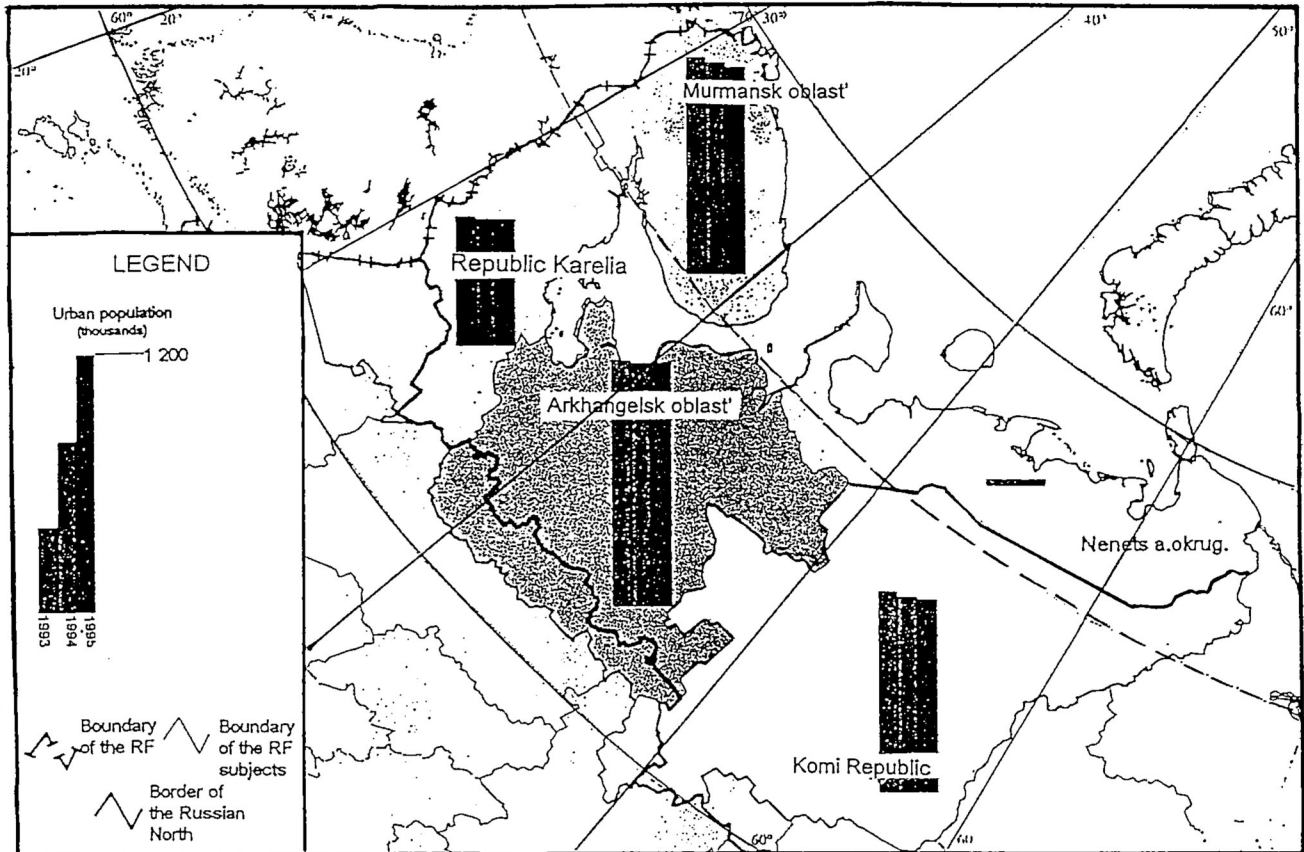 60°
20°
70
30°
40°
50°
20°
Murmansk oblast'
LEGEND
Republic Karelia
Urban population
(thousands)
1 200
60°
Arkhangelsk oblast'
Nenets a.okrug.
1993
1994
1995
Boundary
of the RF
Boundary
of the RF
subjects
Komi Republic
Border of
the Russian
North
60°
60